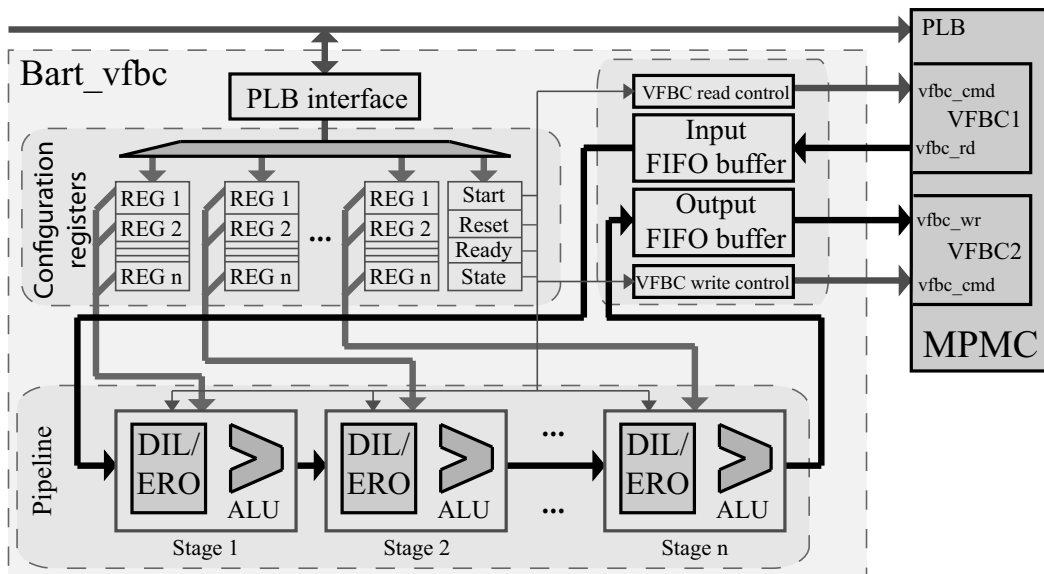 PLB
Bart_vfbc
PLB interface
VFBC read control
vfbc_cmd
VFBC1
Input
FIFO buffer
vfbc_rd
Configuration
registers
REG 1
REG 2
REG n
REG 1
REG 2
REG n
...
REG 1
REG 2
REG n
Start
Reset
Ready
State
Output
FIFO buffer
vfbc_wr
VFBC2
VFBC write control
vfbc_cmd
MPMC
Pipeline
DIL/
ERO
ALU
Stage 1
DIL/
ERO
ALU
Stage 2
...
...
DIL/
ERO
ALU
Stage n